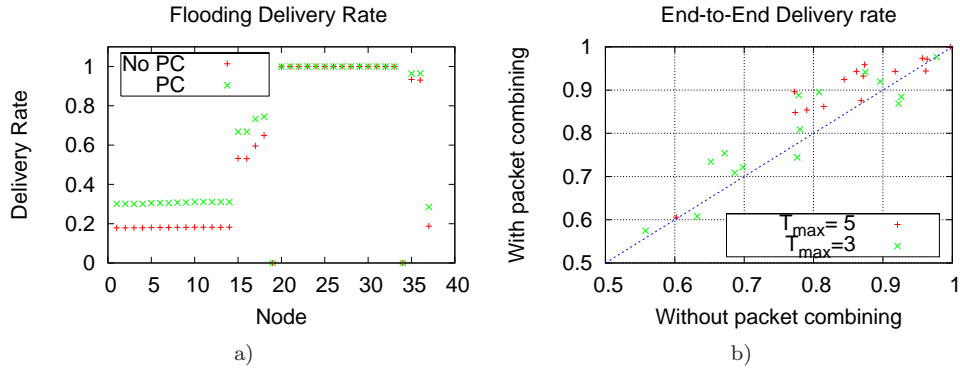 Flooding Delivery Rate
Delivery Rate
1
0.8
0.6
0.4
0.2
0
No PC
PC
0 5 10 15 20 25 30 35 40
Node
a)
End-to-End Delivery rate
With packet combining
1
0.9
0.8
0.7
0.6
0.5
T_max= 5
T_max=3
0.5 0.6 0.7 0.8 0.9 1
Without packet combining
b)